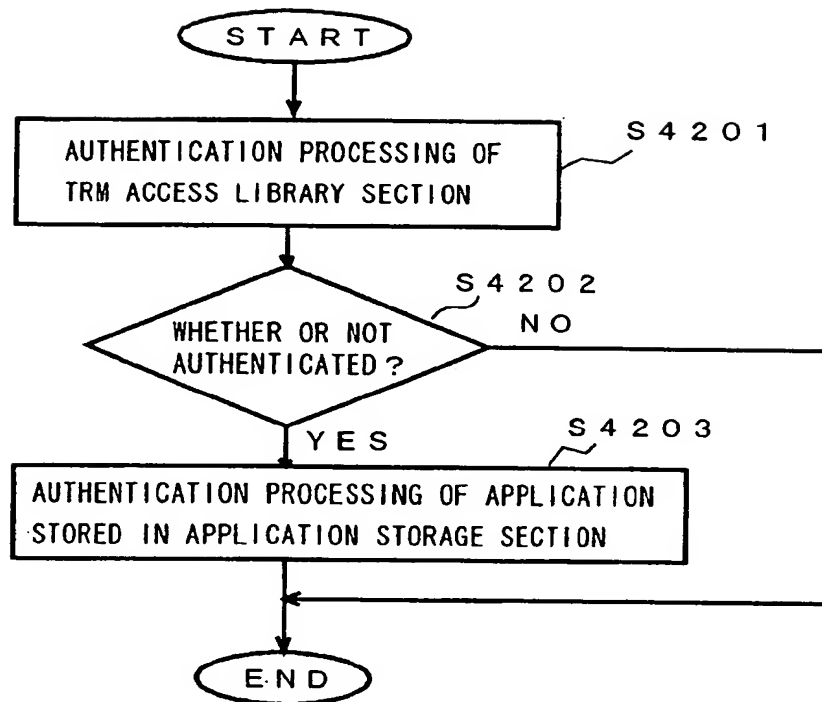 START
S4201
AUTHENTICATION PROCESSING OF
TRM ACCESS LIBRARY SECTION
S4202
WHETHER OR NOT
AUTHENTICATED?
NO
YES
S4203
AUTHENTICATION PROCESSING OF APPLICATION
STORED IN APPLICATION STORAGE SECTION
END